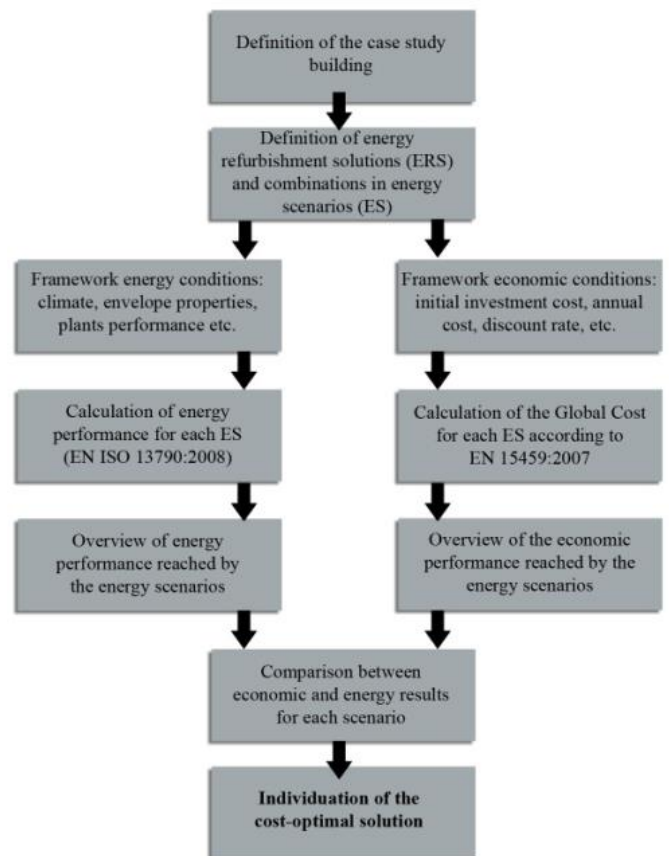 Definition of the case study
building
Definition of energy
refurbishment solutions (ERS)
and combinations in energy
scenarios (ES)
Framework energy conditions:
climate, envelope properties,
plants performance etc.
Framework economic conditions:
initial investment cost, annual
cost, discount rate, etc.
Calculation of energy
performance for each ES
(EN ISO 13790:2008)
Calculation of the Global Cost
for each ES according to
EN 15459:2007
Overview of energy
performance reached by
the energy scenarios
Overview of the economic
performance reached by the
energy scenarios
Comparison between
economic and energy results
for each scenario
Individuation of the
cost-optimal solution